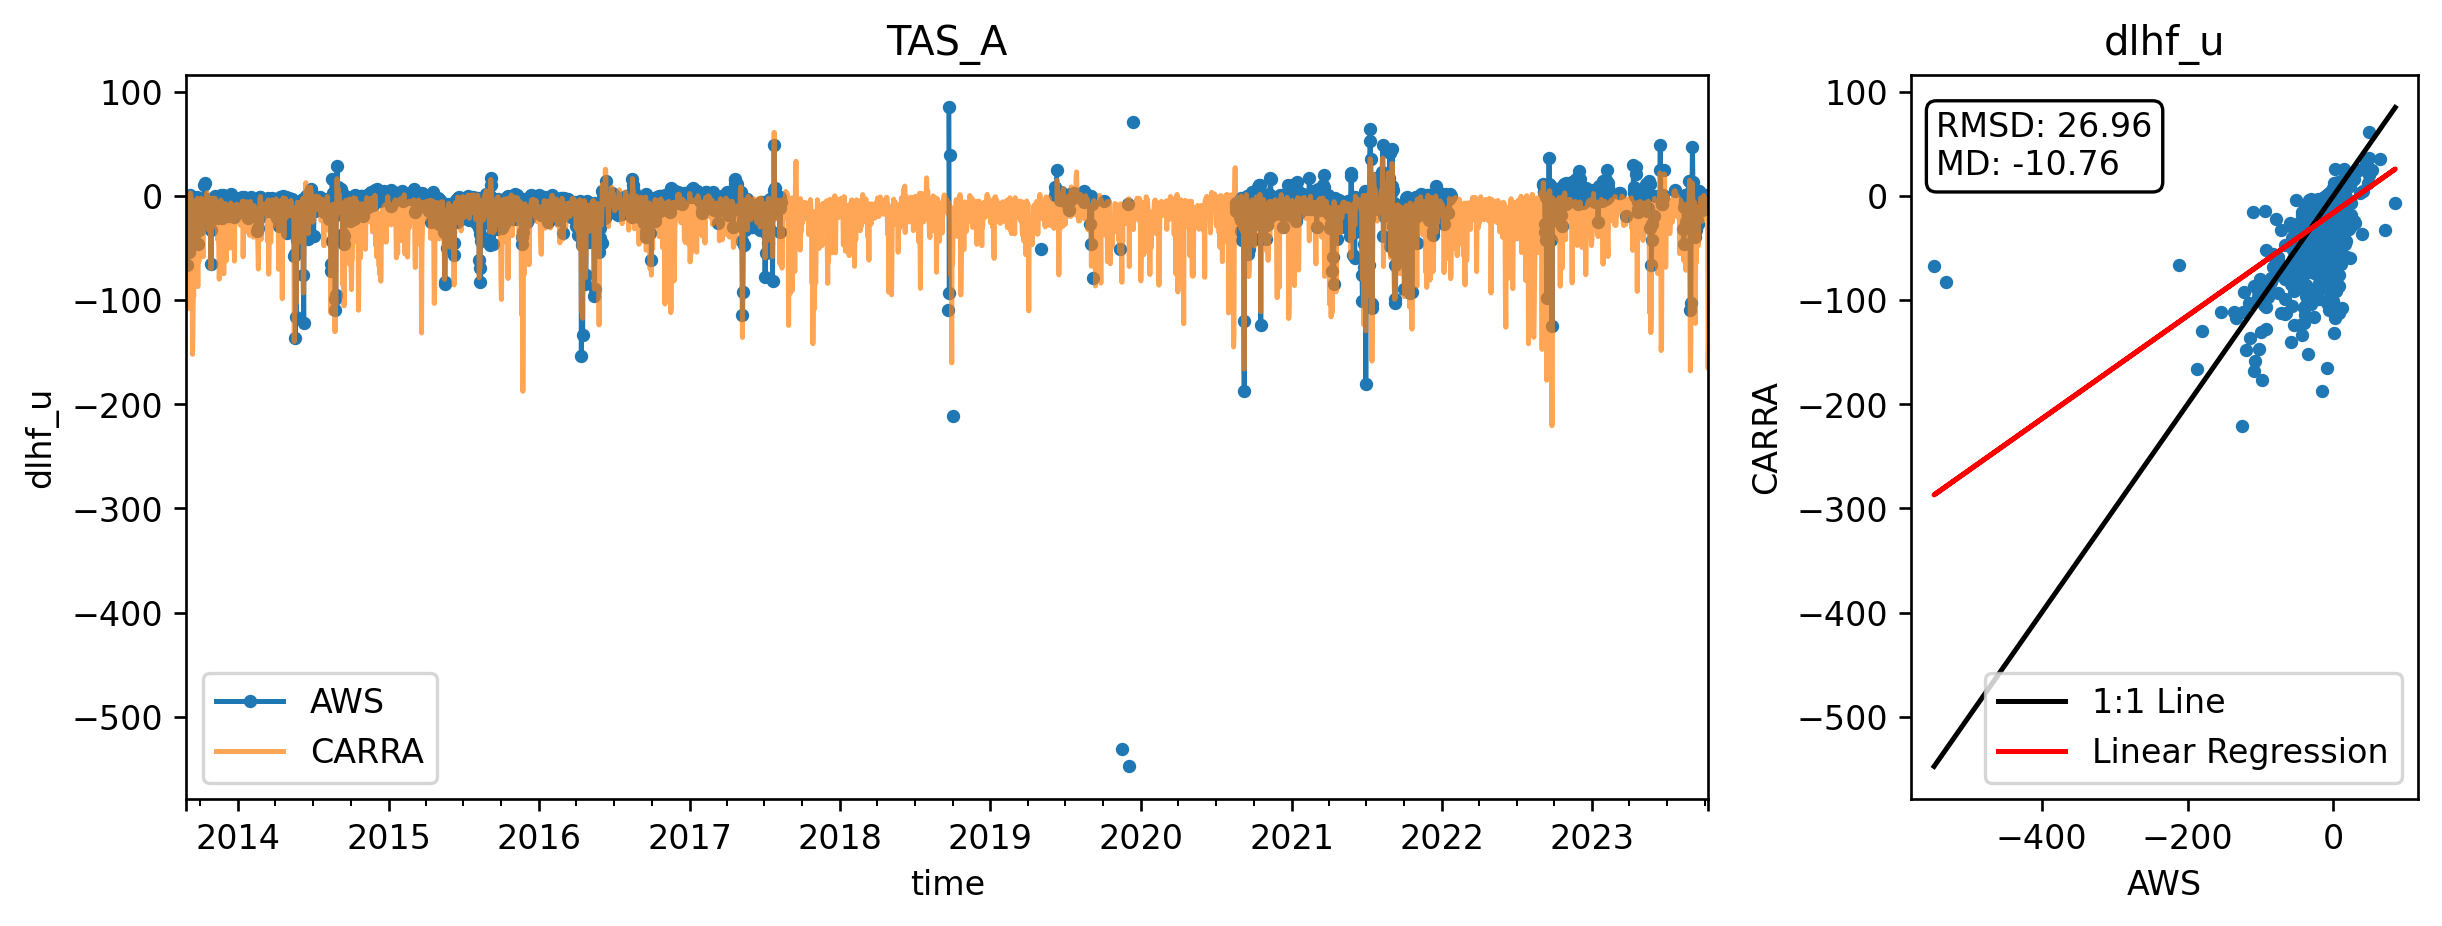 TAS_A
100
0
−100
−200
−300
−400
−500
dlhf_u
AWS
CARRA
2014 2015 2016 2017 2018 2019 2020 2021 2022 2023
time
dlhf_u
RMSD: 26.96
MD: -10.76
100
0
−100
−200
−300
−400
−500
CARRA
1:1 Line
Linear Regression
−400 −200 0
AWS